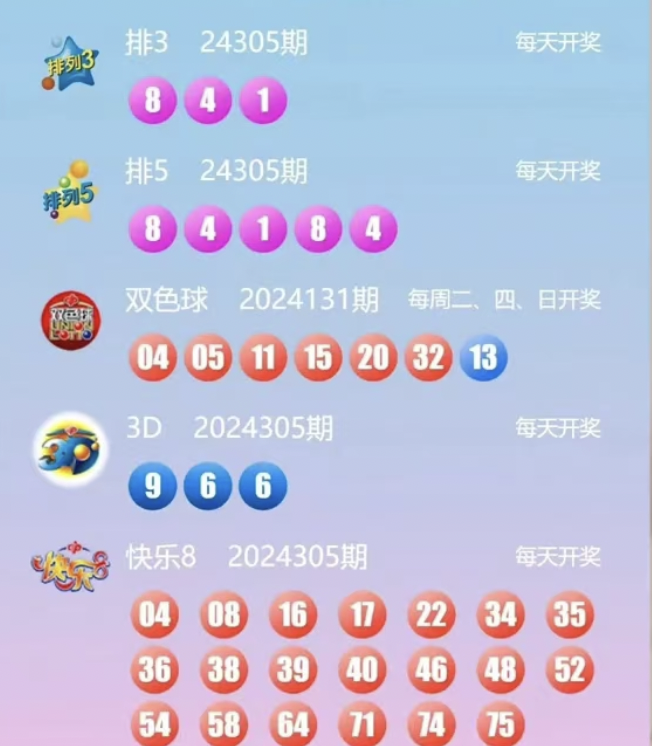 排列3
排3 24305期 每天开奖
8 4 1
排列5
排5 24305期 每天开奖
8 4 1 8 4
双色球
UNION
LOTTO
双色球 2024131期 每周二、四、日开奖
04 05 11 15 20 32 13
3D
3D 2024305期 每天开奖
9 6 6
快乐8 2024305期 每天开奖
04 08 16 17 22 34 35
36 38 39 40 46 48 52
54 58 64 71 74 75